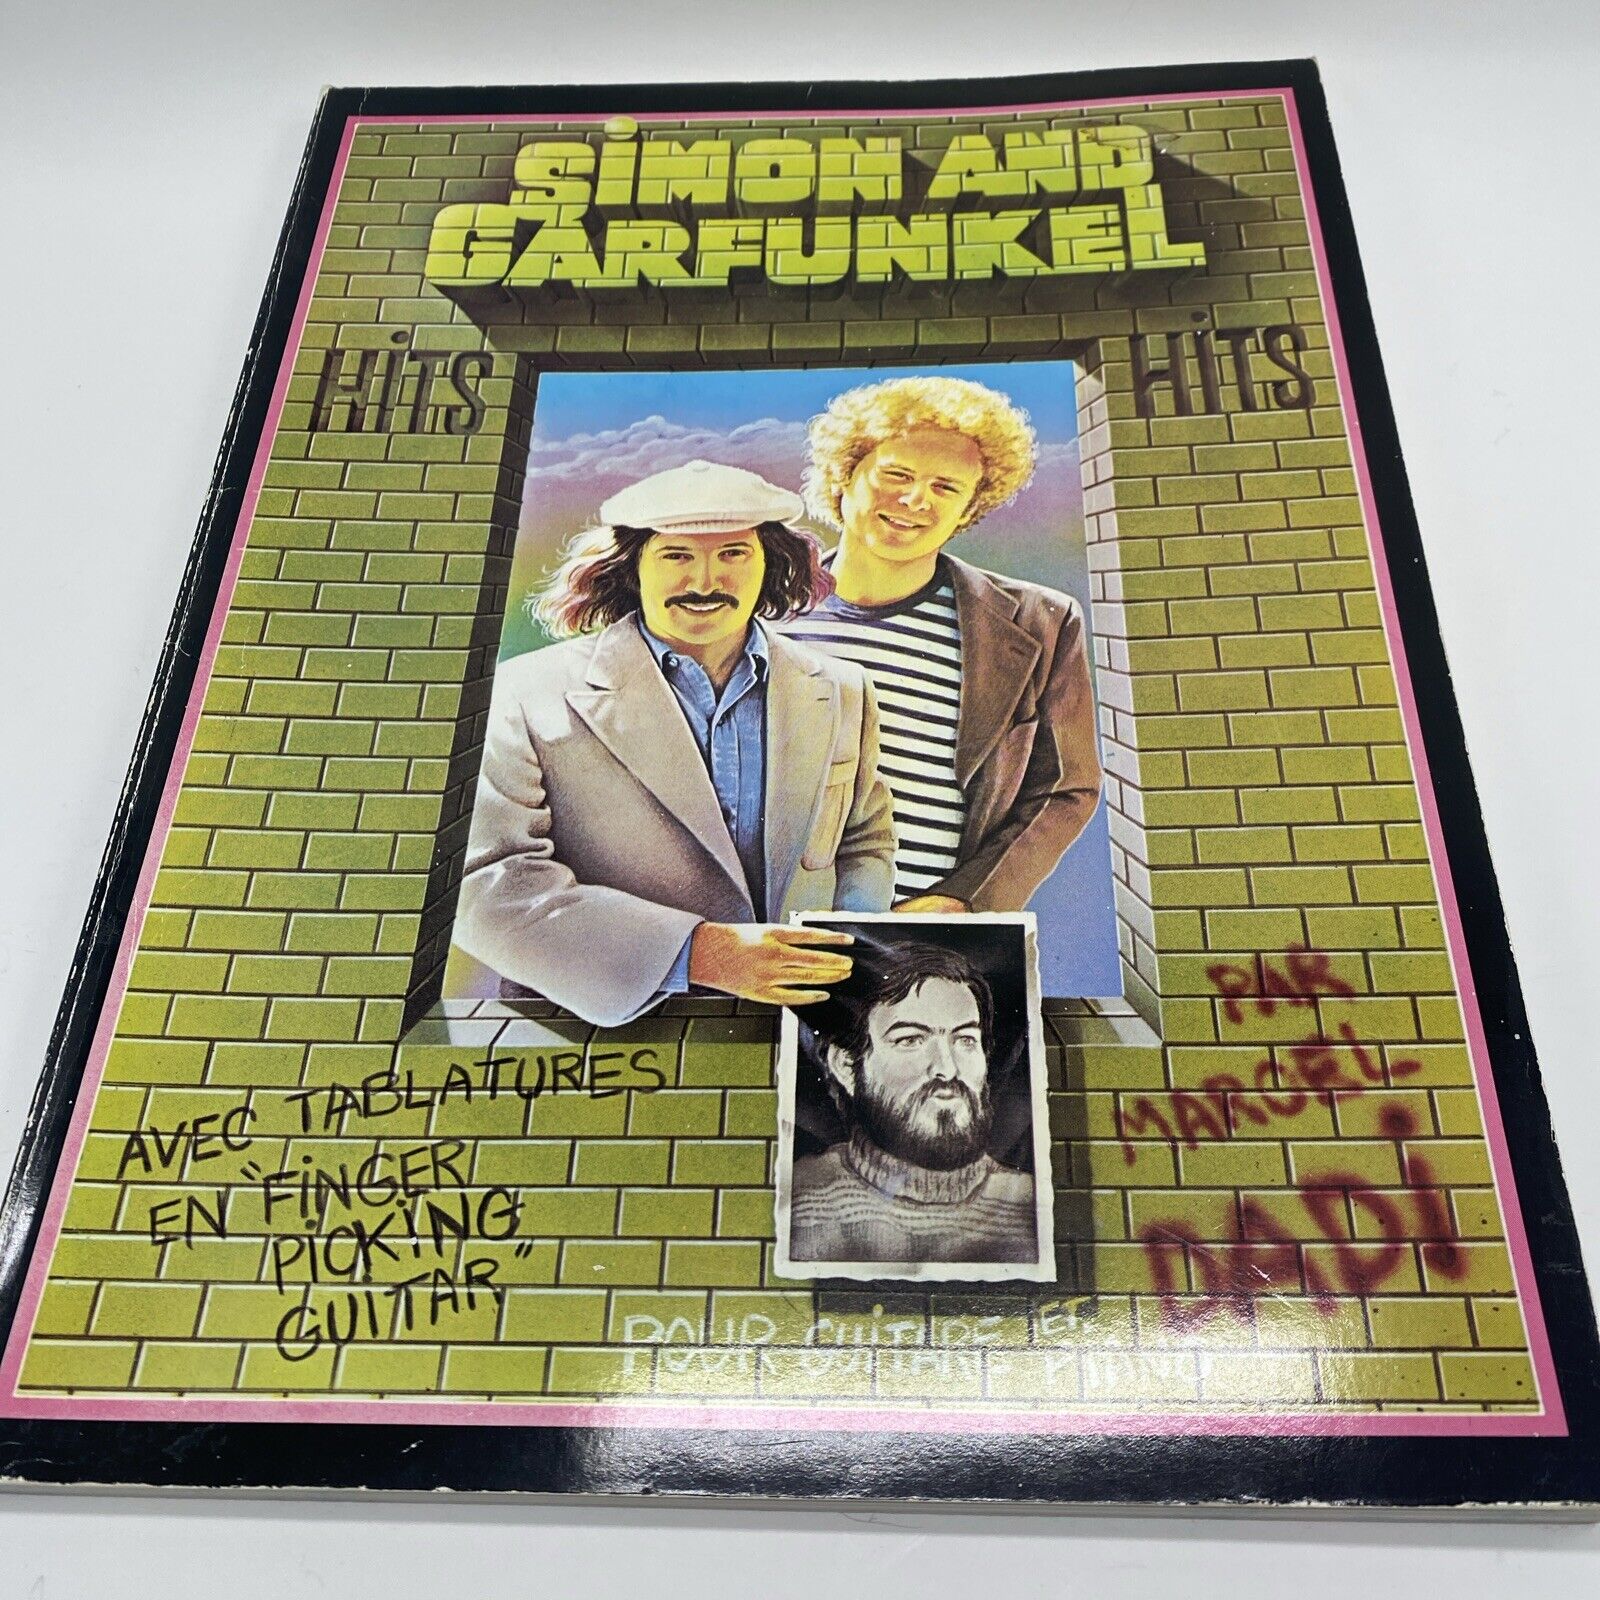 SiMON AND
GARFUNKEL
HiTS HiTS
PAR
MARCEL
DADi
AVEC TABLATURES
EN "FiNGER
PiCKiNG
GUiTAR"
POUR GUiTARE ET
PiANO